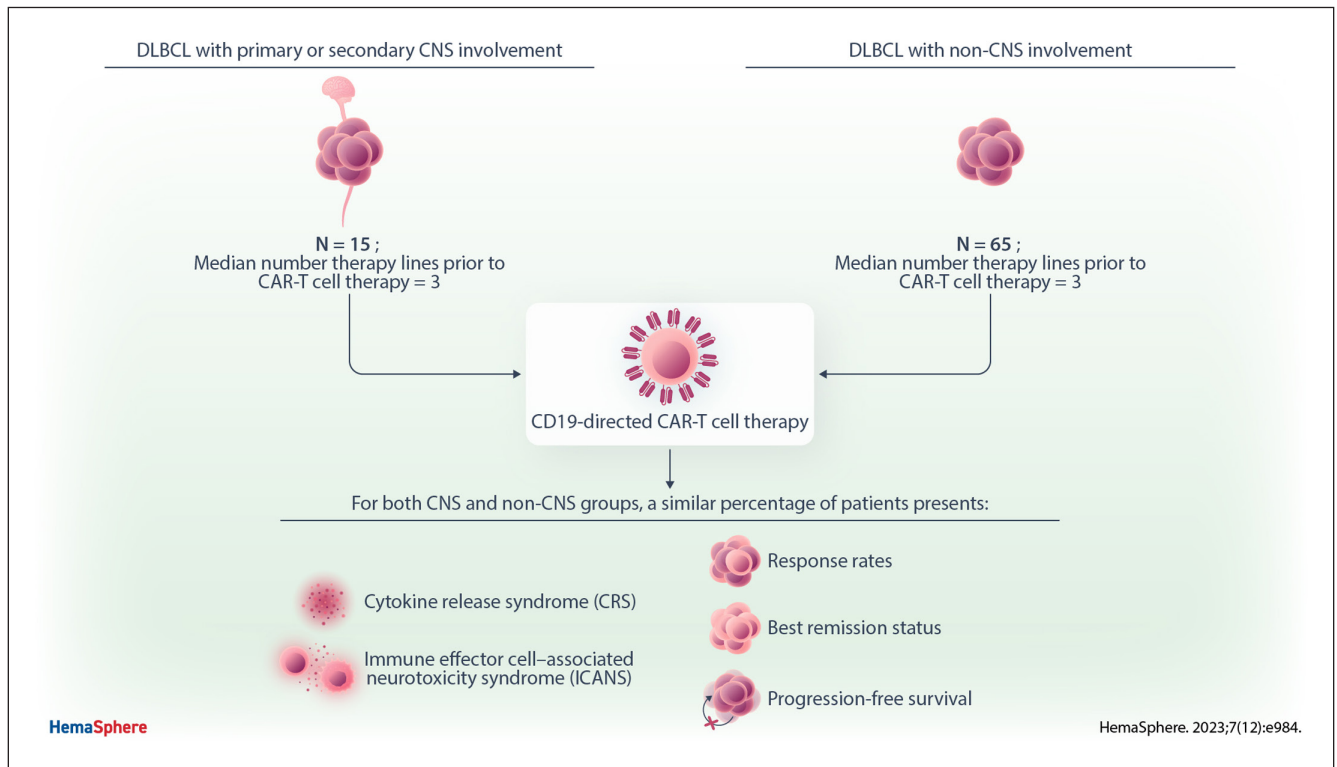 DLBCL with primary or secondary CNS involvement
N = 15 ;
Median number therapy lines prior to
CAR-T cell therapy = 3
DLBCL with non-CNS involvement
N = 65 ;
Median number therapy lines prior to
CAR-T cell therapy = 3
CD19-directed CAR-T cell therapy
For both CNS and non-CNS groups, a similar percentage of patients presents:
Cytokine release syndrome (CRS)
Immune effector cell–associated
neurotoxicity syndrome (ICANS)
Response rates
Best remission status
Progression-free survival
HemaSphere
HemaSphere. 2023;7(12):e984.